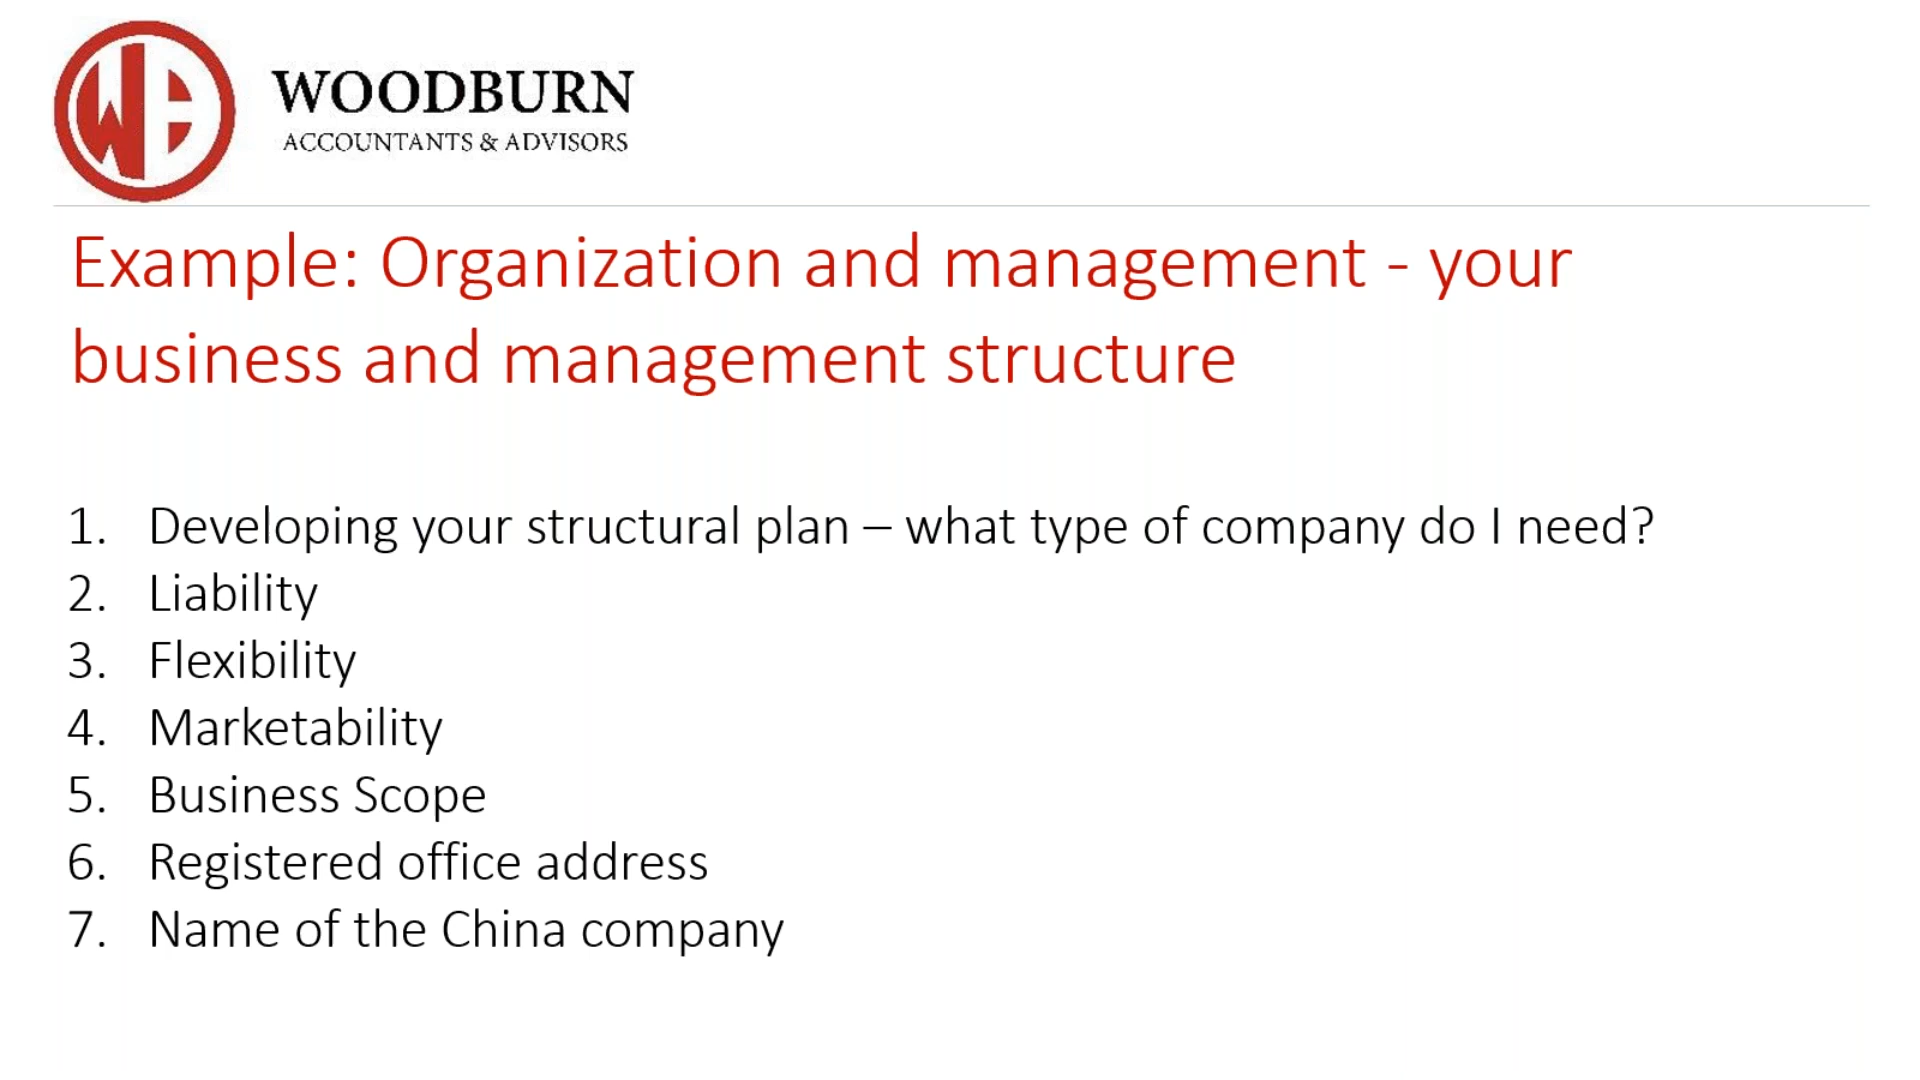 WOODBURN
ACCOUNTANTS & ADVISORS
Example: Organization and management - your
business and management structure
1. Developing your structural plan – what type of company do I need?
2. Liability
3. Flexibility
4. Marketability
5. Business Scope
6. Registered office address
7. Name of the China company